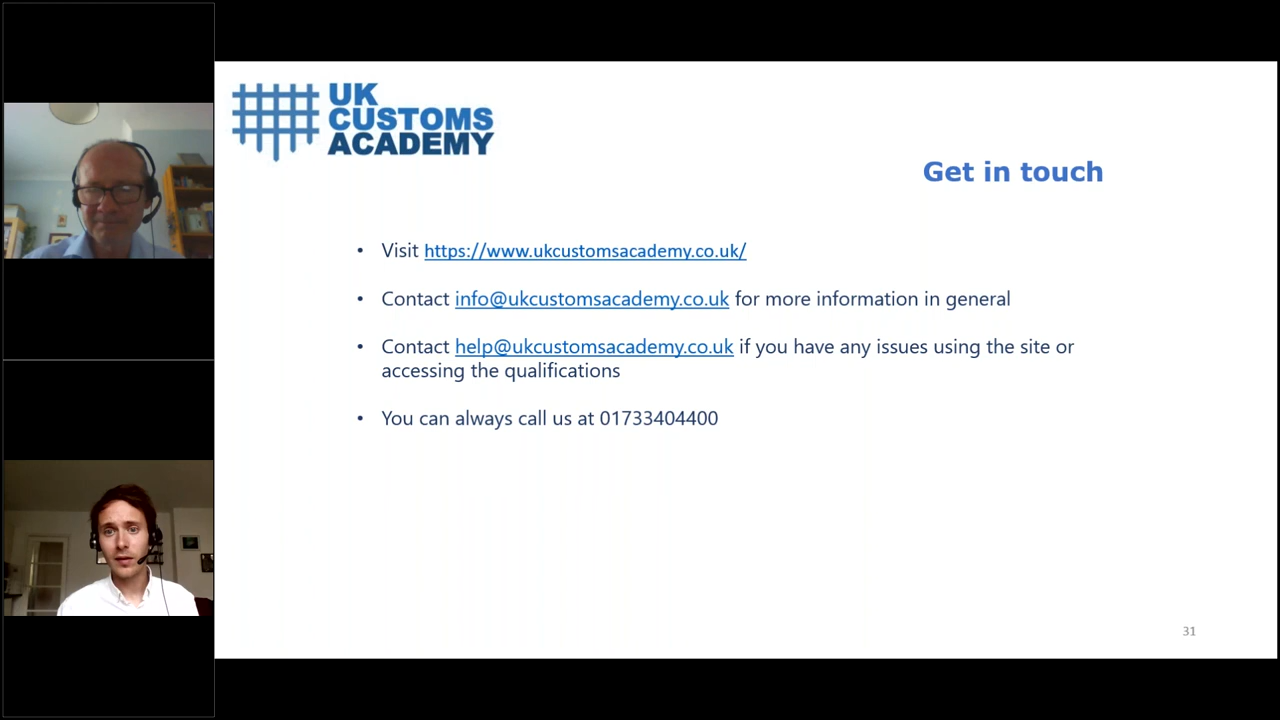 UK
CUSTOMS
ACADEMY
Get in touch
• Visit https://www.ukcustomsacademy.co.uk/
• Contact info@ukcustomsacademy.co.uk for more information in general
• Contact help@ukcustomsacademy.co.uk if you have any issues using the site or
accessing the qualifications
• You can always call us at 01733404400
31